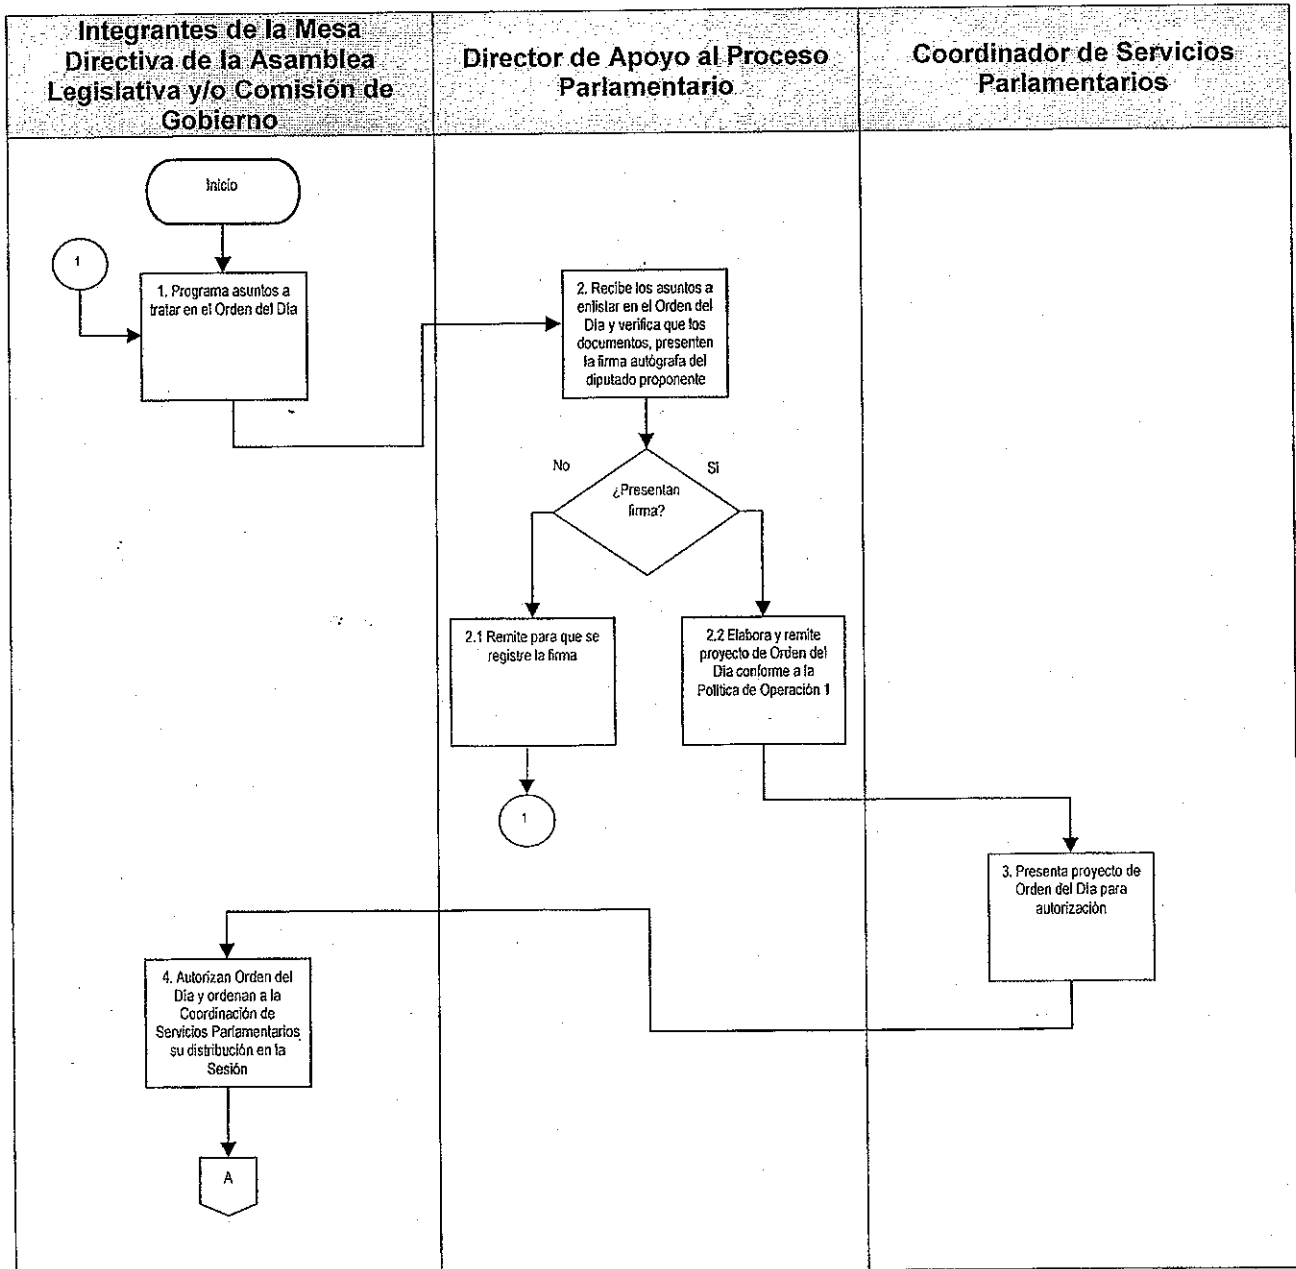 Integrantes de la Mesa
Directiva de la Asamblea
Legislativa y/o Comisión de
Gobierno
Director de Apoyo al Proceso
Parlamentario
Coordinador de Servicios
Parlamentarios
Inicio
1
1. Programa asuntos a
tratar en el Orden del Día
2. Recibe los asuntos a
enlistar en el Orden del
Día y verifica que los
documentos, presenten
la firma autógrafa del
diputado proponente
No
Si
¿Presentan
firma?
2.1 Remite para que se
registre la firma
2.2 Elabora y remite
proyecto de Orden del
Día conforme a la
Política de Operación 1
1
3. Presenta proyecto de
Orden del Día para
autorización
4. Autorizan Orden del
Día y ordenan a la
Coordinación de
Servicios Parlamentarios
su distribución en la
Sesión
A